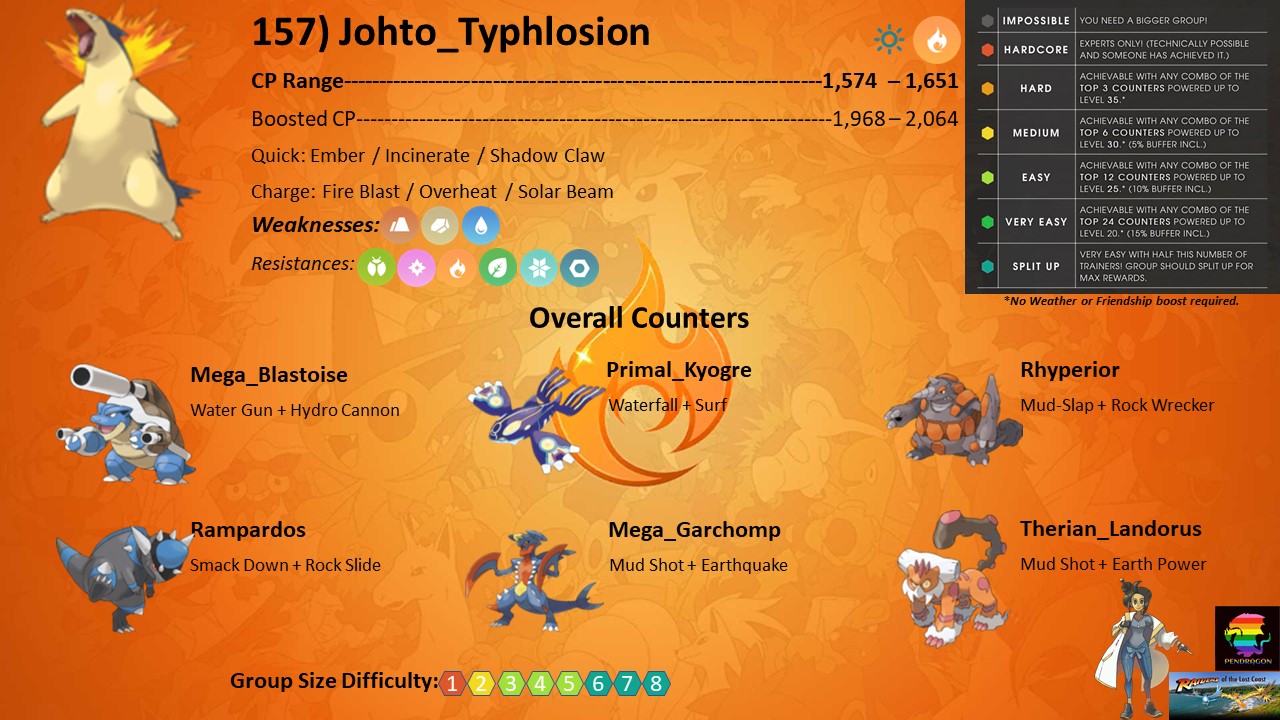 157) Johto_Typhlosion
CP Range--------------------------------------------------------------------1,574 – 1,651
Boosted CP--------------------------------------------------------------------1,968 – 2,064
Quick: Ember / Incinerate / Shadow Claw
Charge: Fire Blast / Overheat / Solar Beam
Weaknesses:
Resistances:
IMPOSSIBLE YOU NEED A BIGGER GROUP!
HARDCORE EXPERTS ONLY! (TECHNICALLY POSSIBLE
AND SOMEONE HAS ACHIEVED IT.)
HARD ACHIEVABLE WITH ANY COMBO OF THE
TOP 3 COUNTERS POWERED UP TO
LEVEL 35.*
MEDIUM ACHIEVABLE WITH ANY COMBO OF THE
TOP 6 COUNTERS POWERED UP TO
LEVEL 30.* (5% BUFFER INCL.)
EASY ACHIEVABLE WITH ANY COMBO OF THE
TOP 12 COUNTERS POWERED UP TO
LEVEL 25.* (10% BUFFER INCL.)
VERY EASY ACHIEVABLE WITH ANY COMBO OF THE
TOP 24 COUNTERS POWERED UP TO
LEVEL 20.* (15% BUFFER INCL.)
SPLIT UP VERY EASY WITH HALF THIS NUMBER OF
TRAINERS! GROUP SHOULD SPLIT UP FOR
MAX REWARDS.
*No Weather or Friendship boost required.
Overall Counters
Mega_Blastoise
Water Gun + Hydro Cannon
Primal_Kyogre
Waterfall + Surf
Rhyperior
Mud-Slap + Rock Wrecker
Rampardos
Smack Down + Rock Slide
Mega_Garchomp
Mud Shot + Earthquake
Therian_Landorus
Mud Shot + Earth Power
Group Size Difficulty: 1 2 3 4 5 6 7 8
PENDRAGON
RAIDERS of the Lost Coast